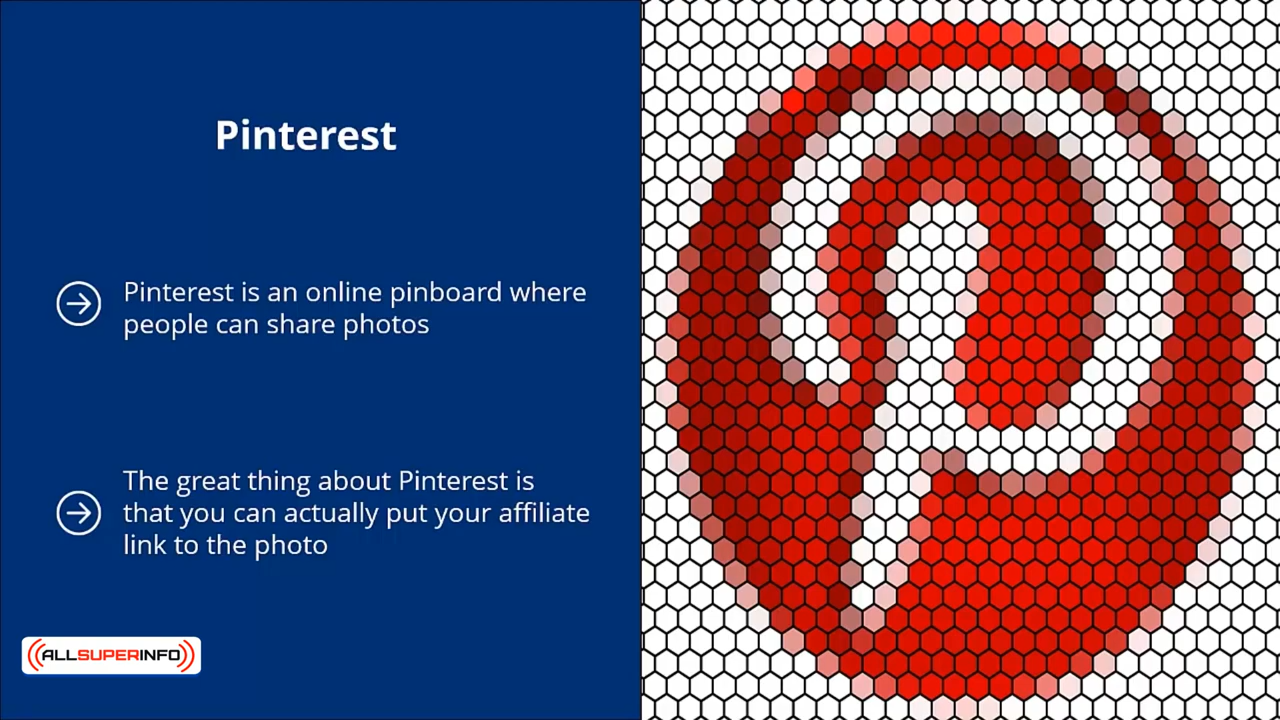 Pinterest
Pinterest is an online pinboard where
people can share photos
The great thing about Pinterest is
that you can actually put your affiliate
link to the photo
ALLSUPERINFO